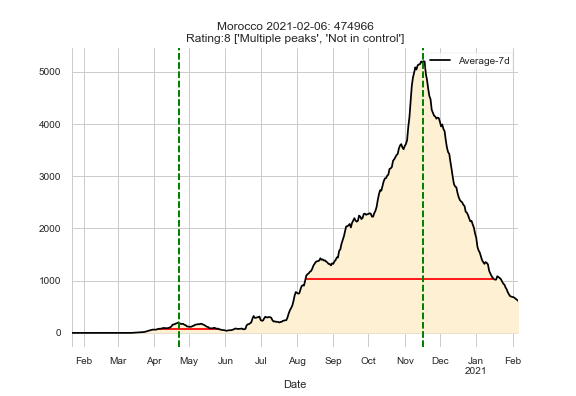 Morocco 2021-02-06: 474966
Rating:8 ['Multiple peaks', 'Not in control']
Average-7d
5000
4000
3000
2000
1000
0
Feb Mar Apr May Jun Jul Aug Sep Oct Nov Dec Jan Feb
2021
Date